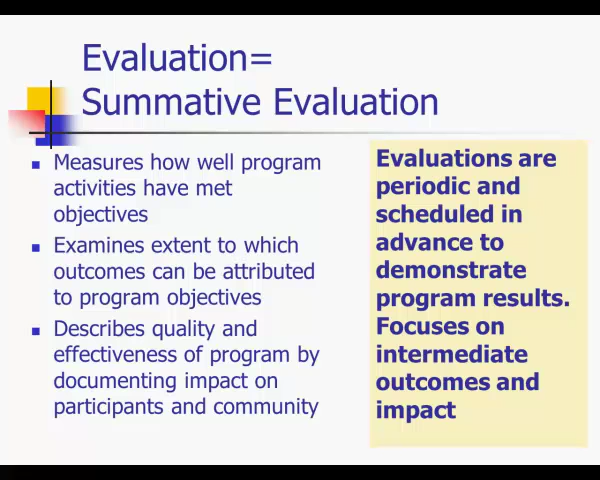 Evaluation=
Summative Evaluation
Measures how well program
activities have met
objectives
Examines extent to which
outcomes can be attributed
to program objectives
Describes quality and
effectiveness of program by
documenting impact on
participants and community
Evaluations are
periodic and
scheduled in
advance to
demonstrate
program results.
Focuses on
intermediate
outcomes and
impact